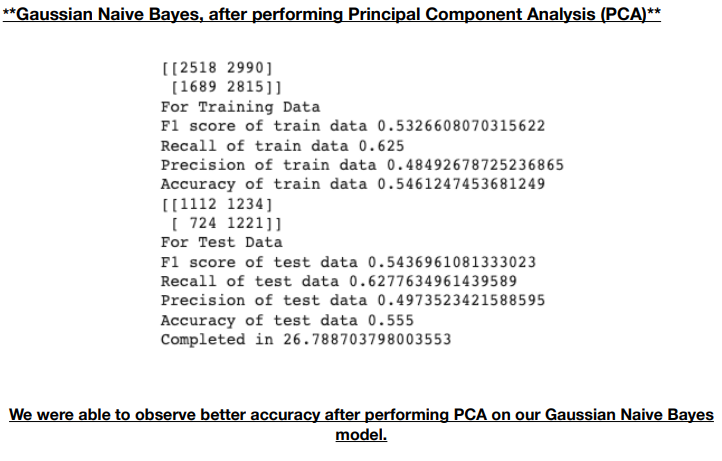 **Gaussian Naive Bayes, after performing Principal Component Analysis (PCA)**
[[2518 2990]
[1689 2815]]
For Training Data
F1 score of train data 0.5326608070315622
Recall of train data 0.625
Precision of train data 0.48492678725236865
Accuracy of train data 0.5461247453681249
[[1112 1234]
[ 724 1221]]
For Test Data
F1 score of test data 0.5436961081333023
Recall of test data 0.6277634961439589
Precision of test data 0.4973523421588595
Accuracy of test data 0.555
Completed in 26.788703798003553
We were able to observe better accuracy after performing PCA on our Gaussian Naive Bayes
model.